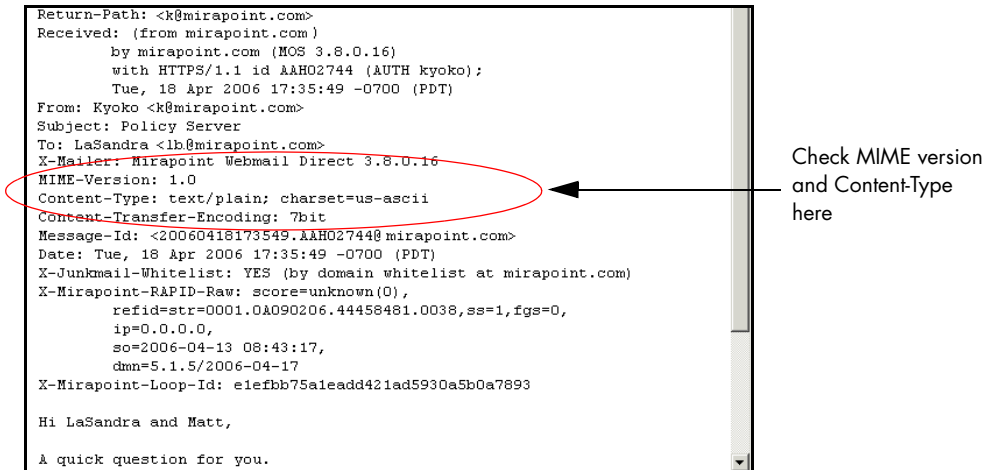 Return-Path: <k@mirapoint.com>
Received: (from mirapoint.com )
by mirapoint.com (MOS 3.8.0.16)
with HTTPS/1.1 id AAH02744 (AUTH kyoko);
Tue, 18 Apr 2006 17:35:49 -0700 (PDT)
From: Kyoko <k@mirapoint.com>
Subject: Policy Server
To: LaSandra <lb@mirapoint.com>
X-Mailer: Mirapoint Webmail Direct 3.8.0.16
MIME-Version: 1.0
Content-Type: text/plain; charset=us-ascii
Content-Transfer-Encoding: 7bit
Message-Id: <20060418173549.AAH02744@mirapoint.com>
Date: Tue, 18 Apr 2006 17:35:49 -0700 (PDT)
X-Junkmail-Whitelist: YES (by domain whitelist at mirapoint.com)
X-Mirapoint-RAPID-Raw: score=unknown(0),
refid=str=0001.0A090206.44458481.0038,ss=1,fgs=0,
ip=0.0.0.0,
so=2006-04-13 08:43:17,
dmn=5.1.5/2006-04-17
X-Mirapoint-Loop-Id: e1efbb75a1eadd421ad5930a5b0a7893
Hi LaSandra and Matt,
A quick question for you.
Check MIME version
and Content-Type
here